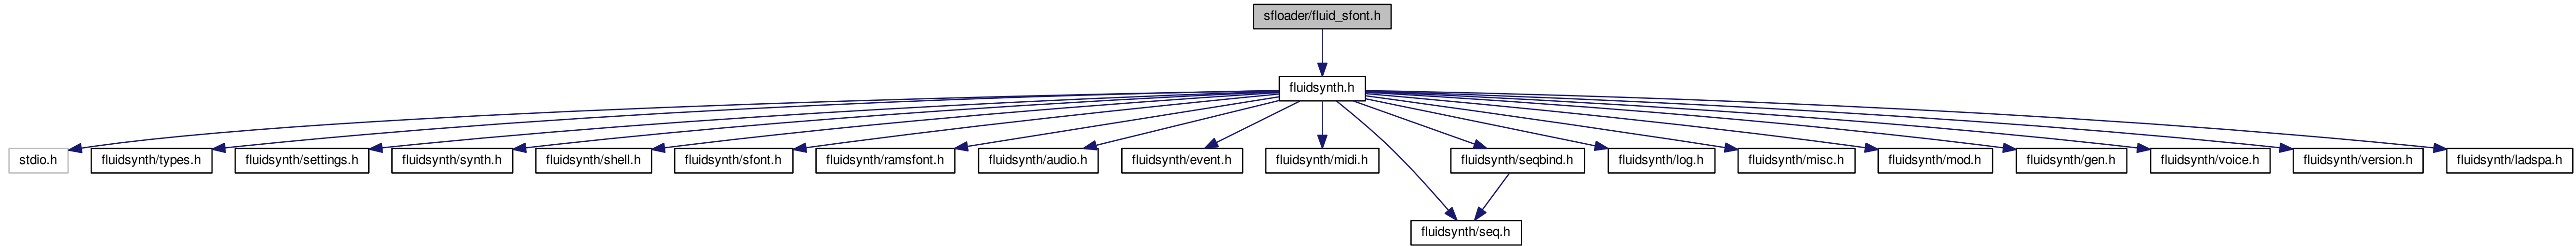 sfloader/fluid_sfont.h
fluidsynth.h
stdio.h
fluidsynth/types.h
fluidsynth/settings.h
fluidsynth/synth.h
fluidsynth/shell.h
fluidsynth/sfont.h
fluidsynth/ramsfont.h
fluidsynth/audio.h
fluidsynth/event.h
fluidsynth/midi.h
fluidsynth/seqbind.h
fluidsynth/log.h
fluidsynth/misc.h
fluidsynth/mod.h
fluidsynth/gen.h
fluidsynth/voice.h
fluidsynth/version.h
fluidsynth/ladspa.h
fluidsynth/seq.h